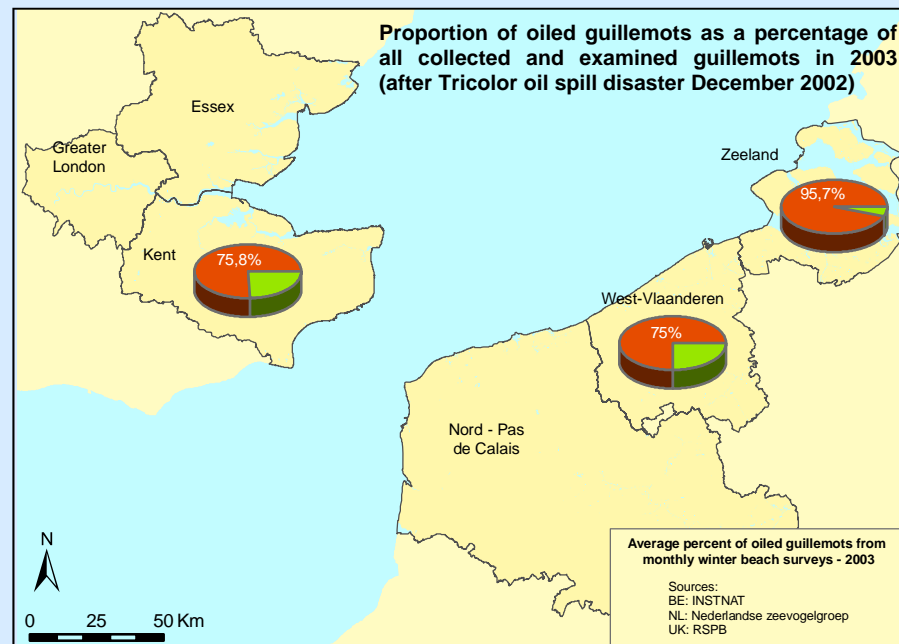 Proportion of oiled guillemots as a percentage of
all collected and examined guillemots in 2003
(after Tricolor oil spill disaster December 2002)
Essex
Greater
London
Zeeland
95,7%
Kent
75,8%
West-Vlaanderen
75%
Nord - Pas
de Calais
N
0 25 50 Km
Average percent of oiled guillemots from
monthly winter beach surveys - 2003
Sources:
BE: INSTNAT
NL: Nederlandse zeevogelgroep
UK: RSPB